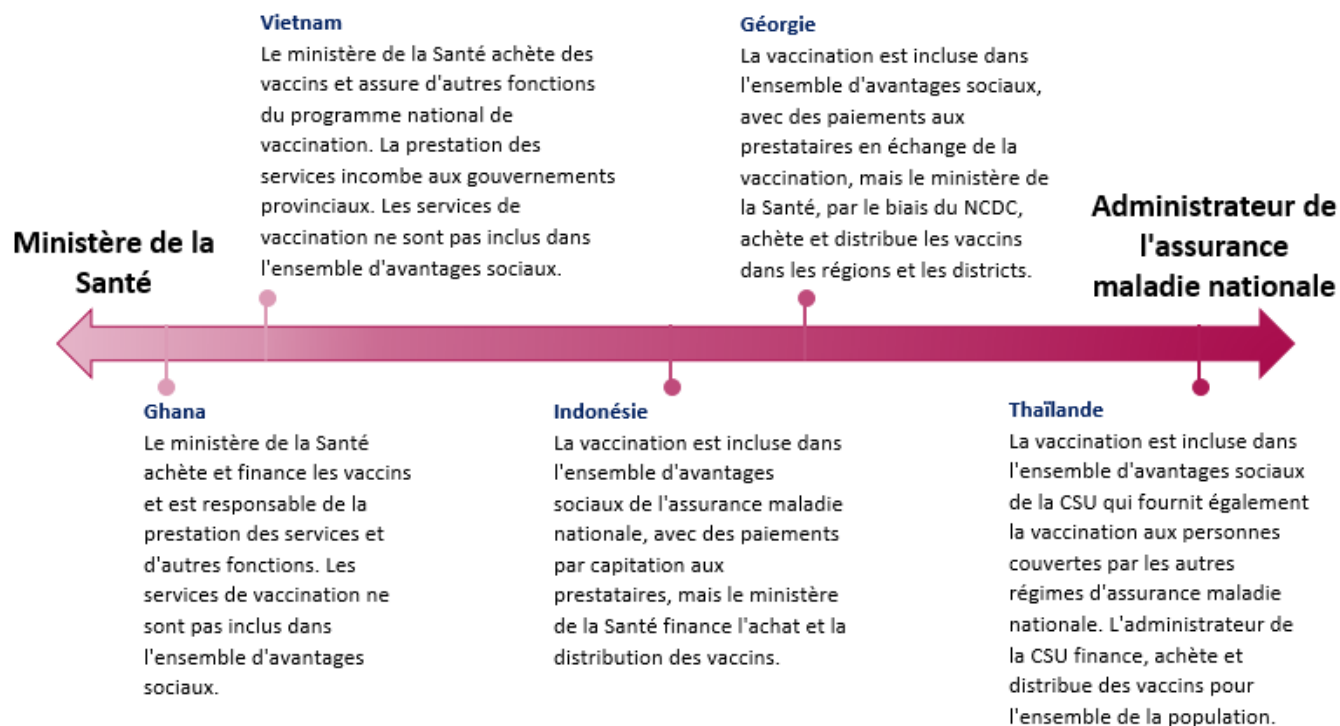 Vietnam
Le ministère de la Santé achète des
vaccins et assure d'autres fonctions
du programme national de
vaccination. La prestation des
services incombe aux gouvernements
provinciaux. Les services de
vaccination ne sont pas inclus dans
l'ensemble d'avantages sociaux.
Géorgie
La vaccination est incluse dans
l'ensemble d'avantages sociaux,
avec des paiements aux
prestataires en échange de la
vaccination, mais le ministère de
la Santé, par le biais du NCDC,
achète et distribue les vaccins
dans les régions et les districts.
Ministère de la
Santé
Administrateur de
l'assurance
maladie nationale
Ghana
Le ministère de la Santé
achète et finance les vaccins
et est responsable de la
prestation des services et
d'autres fonctions. Les
services de vaccination ne
sont pas inclus dans
l'ensemble d'avantages
sociaux.
Indonésie
La vaccination est incluse dans
l'ensemble d'avantages
sociaux de l'assurance maladie
nationale, avec des paiements
par capitation aux
prestataires, mais le ministère
de la Santé finance l'achat et la
distribution des vaccins.
Thaïlande
La vaccination est incluse dans
l'ensemble d'avantages sociaux
de la CSU qui fournit également
la vaccination aux personnes
couvertes par les autres
régimes d'assurance maladie
nationale. L'administrateur de
la CSU finance, achète et
distribue des vaccins pour
l'ensemble de la population.